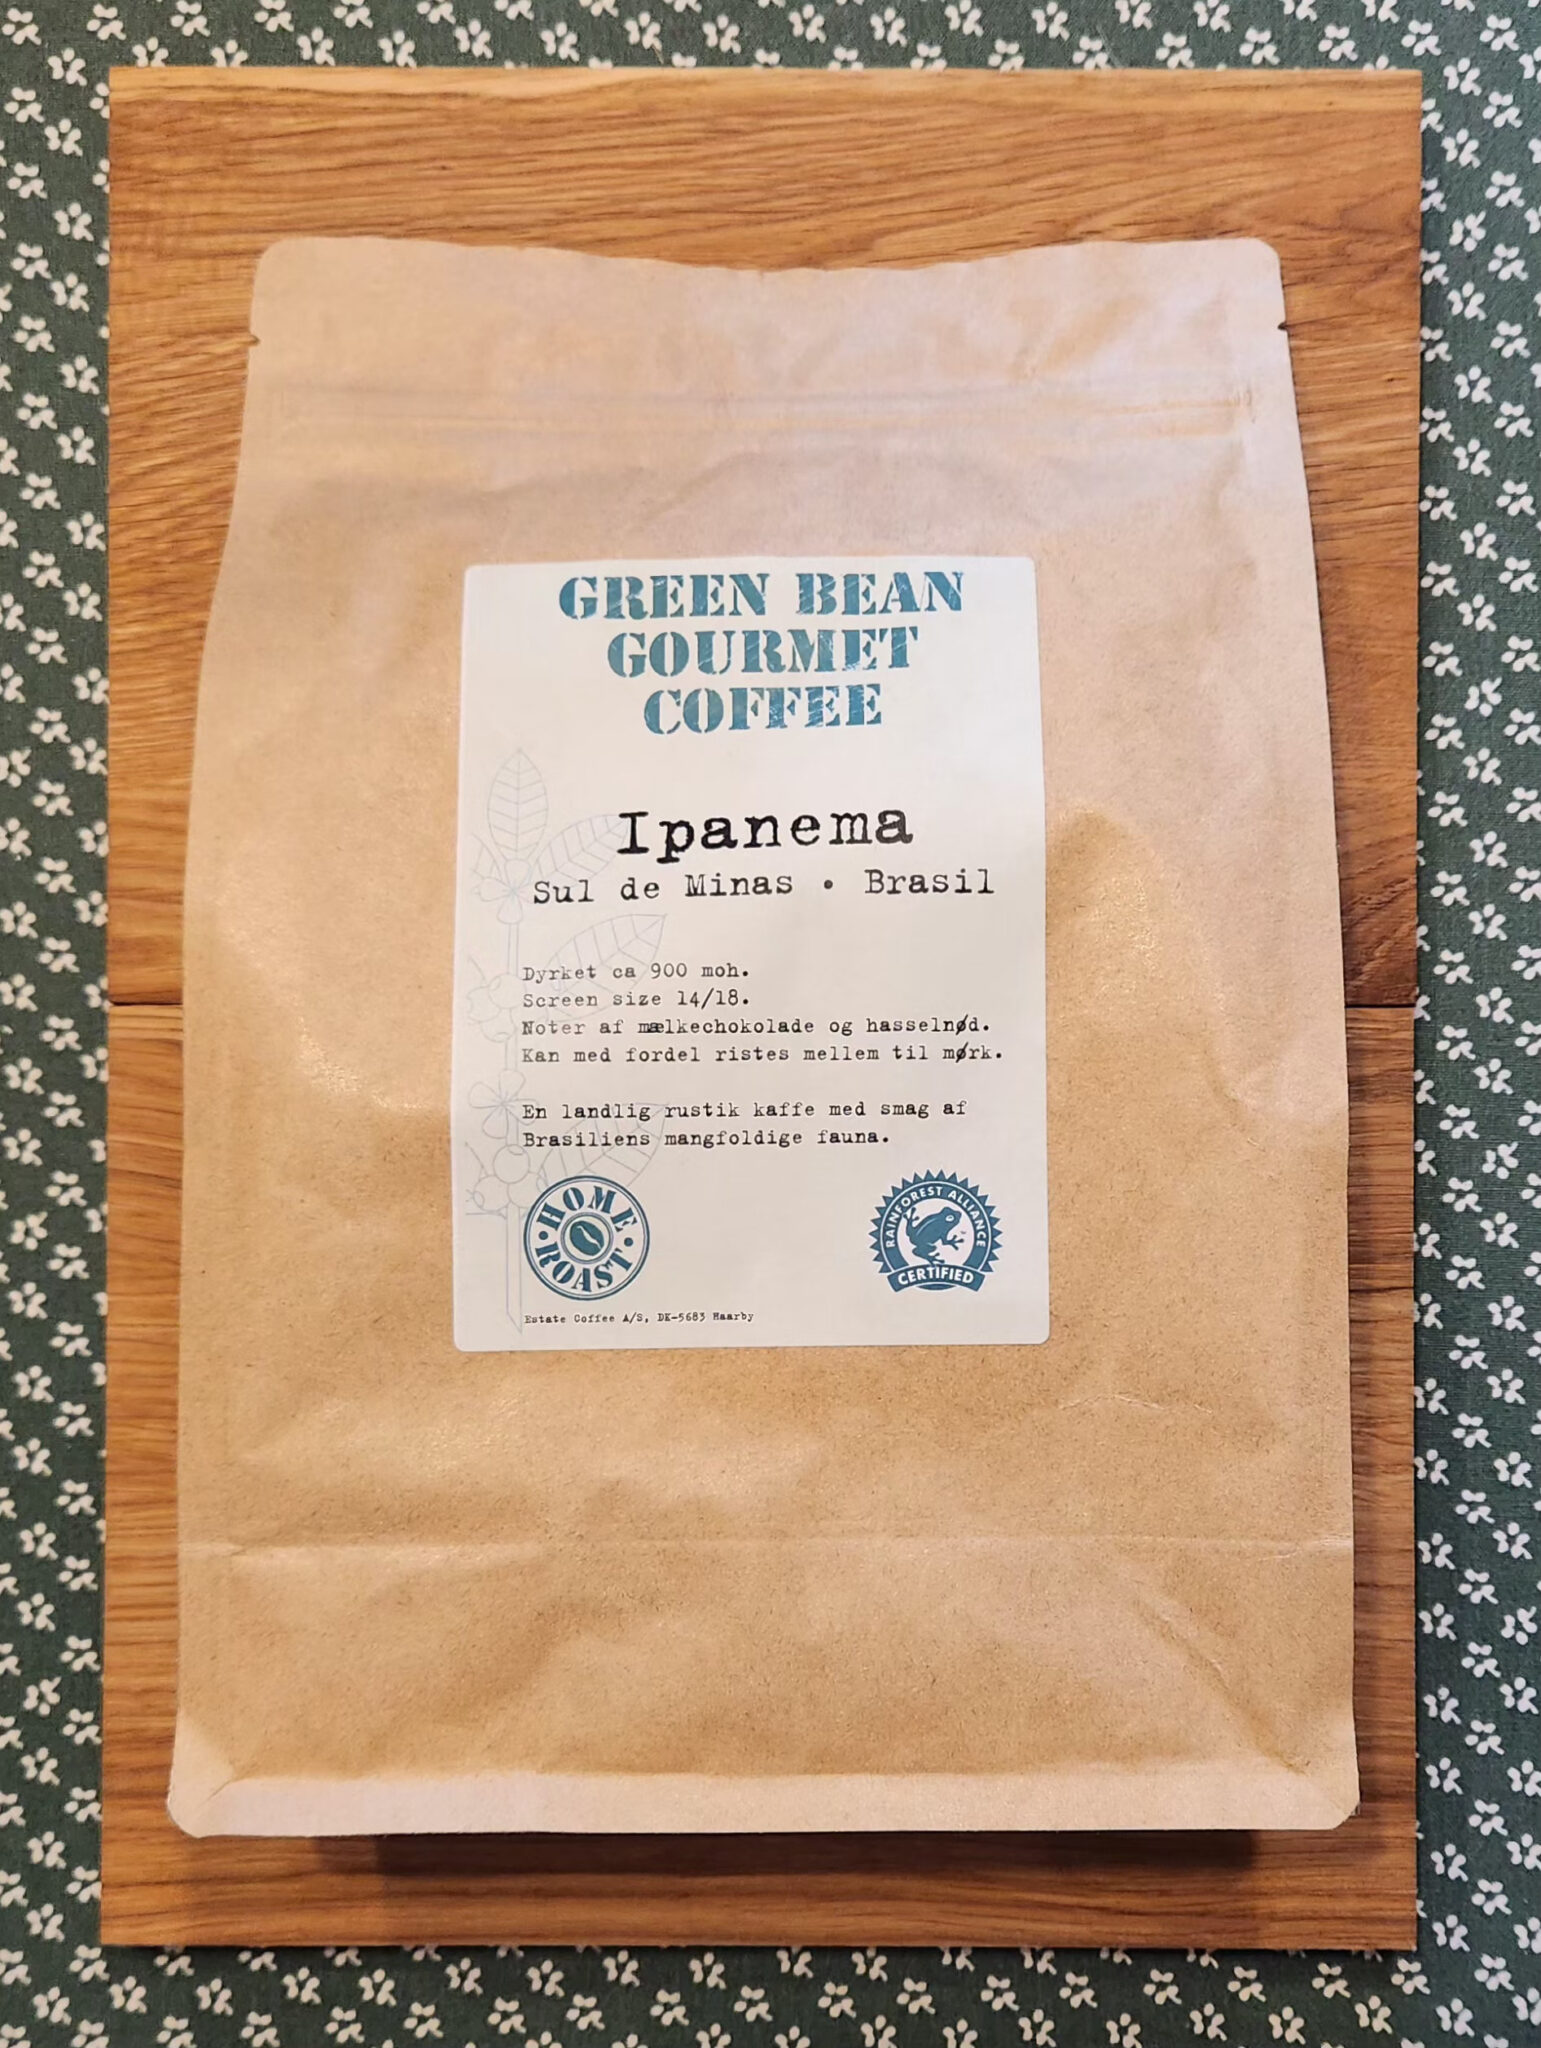 GREEN BEAN
GOURMET
COFFEE
Ipanema
Sul de Minas • Brasil
Dyrket ca 900 moh.
Screen size 14/18.
Noter af mælkechokolade og hasselnød.
Kan med fordel ristes mellem til mørk.
En landlig rustik kaffe med smag af
Brasiliens mangfoldige fauna.
• HOME •
ROAST
RAINFOREST ALLIANCE
CERTIFIED
Estate Coffee A/S, DK-5683 Haarby